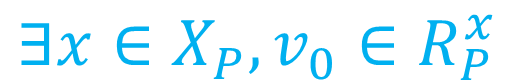 ∃x ∈ X_P, v_0 ∈ R_P^x